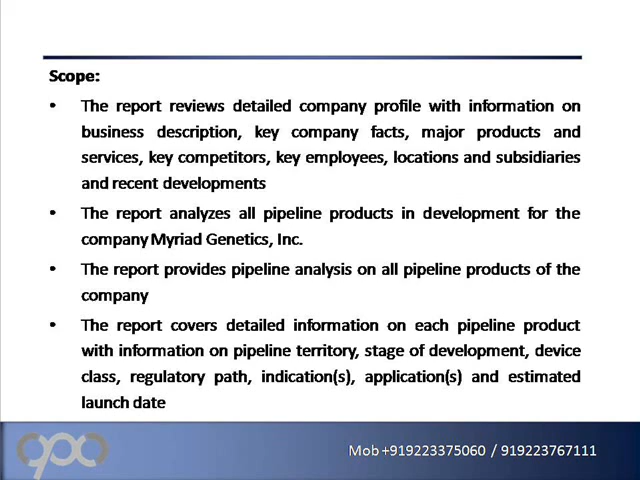 Scope:
• The report reviews detailed company profile with information on
business description, key company facts, major products and
services, key competitors, key employees, locations and subsidiaries
and recent developments
• The report analyzes all pipeline products in development for the
company Myriad Genetics, Inc.
• The report provides pipeline analysis on all pipeline products of the
company
• The report covers detailed information on each pipeline product
with information on pipeline territory, stage of development, device
class, regulatory path, indication(s), application(s) and estimated
launch date
Mob +919223375060 / 919223767111